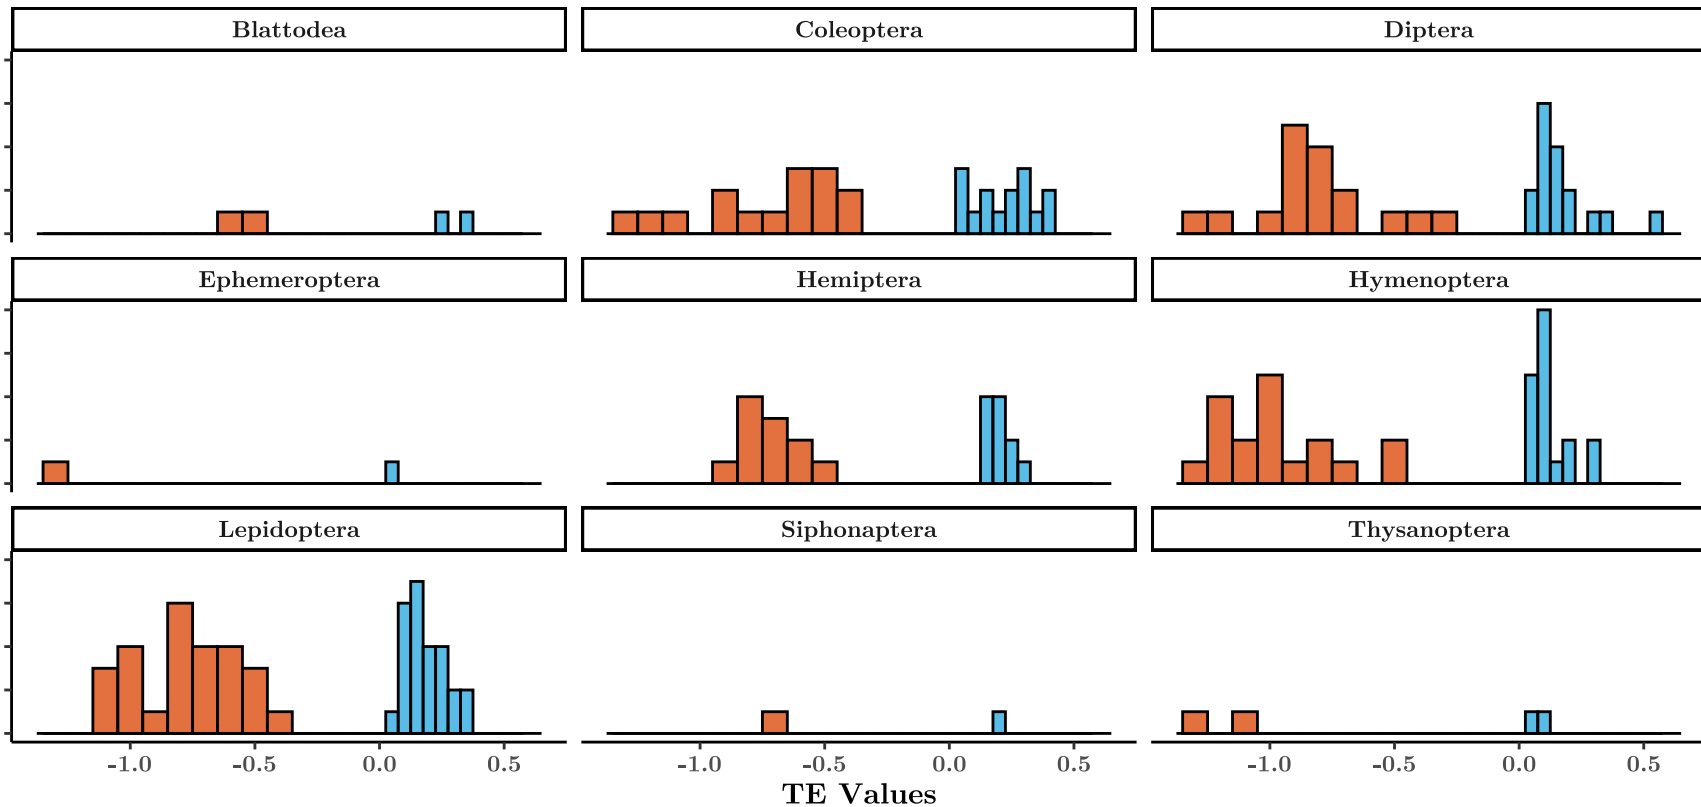 Blattodea Coleoptera Diptera
Ephemeroptera Hemiptera Hymenoptera
Lepidoptera Siphonaptera Thysanoptera
-1.0 -0.5 0.0 0.5 -1.0 -0.5 0.0 0.5 -1.0 -0.5 0.0 0.5
TE Values